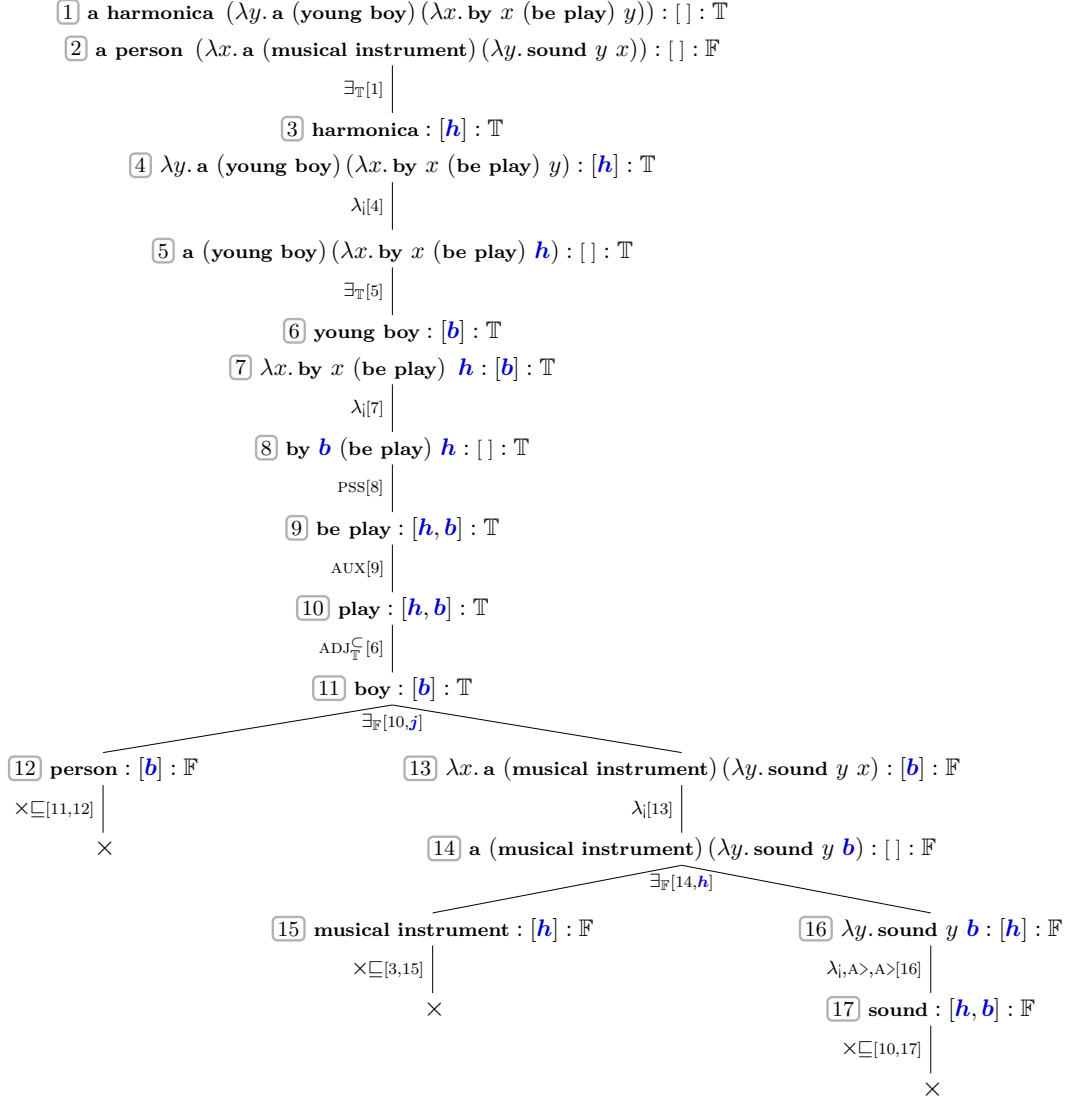 1 a harmonica (λy. a (young boy) (λx. by x (be play) y)) : [ ] : 𝕋
2 a person (λx. a (musical instrument) (λy. sound y x)) : [ ] : 𝔽
∃𝕋[1]
3 harmonica : [h] : 𝕋
4 λy. a (young boy) (λx. by x (be play) y) : [h] : 𝕋
λ¡[4]
5 a (young boy) (λx. by x (be play) h) : [ ] : 𝕋
∃𝕋[5]
6 young boy : [b] : 𝕋
7 λx. by x (be play) h : [b] : 𝕋
λ¡[7]
8 by b (be play) h : [ ] : 𝕋
PSS[8]
9 be play : [h, b] : 𝕋
AUX[9]
10 play : [h, b] : 𝕋
ADJ⊂𝕋[6]
11 boy : [b] : 𝕋
∃𝔽[10,j]
12 person : [b] : 𝔽 13 λx. a (musical instrument) (λy. sound y x) : [b] : 𝔽
×⊑[11,12] λ¡[13]
× 14 a (musical instrument) (λy. sound y b) : [ ] : 𝔽
∃𝔽[14,h]
15 musical instrument : [h] : 𝔽 16 λy. sound y b : [h] : 𝔽
×⊑[3,15] λ¡,A>,A>[16]
× 17 sound : [h, b] : 𝔽
×⊑[10,17]
×